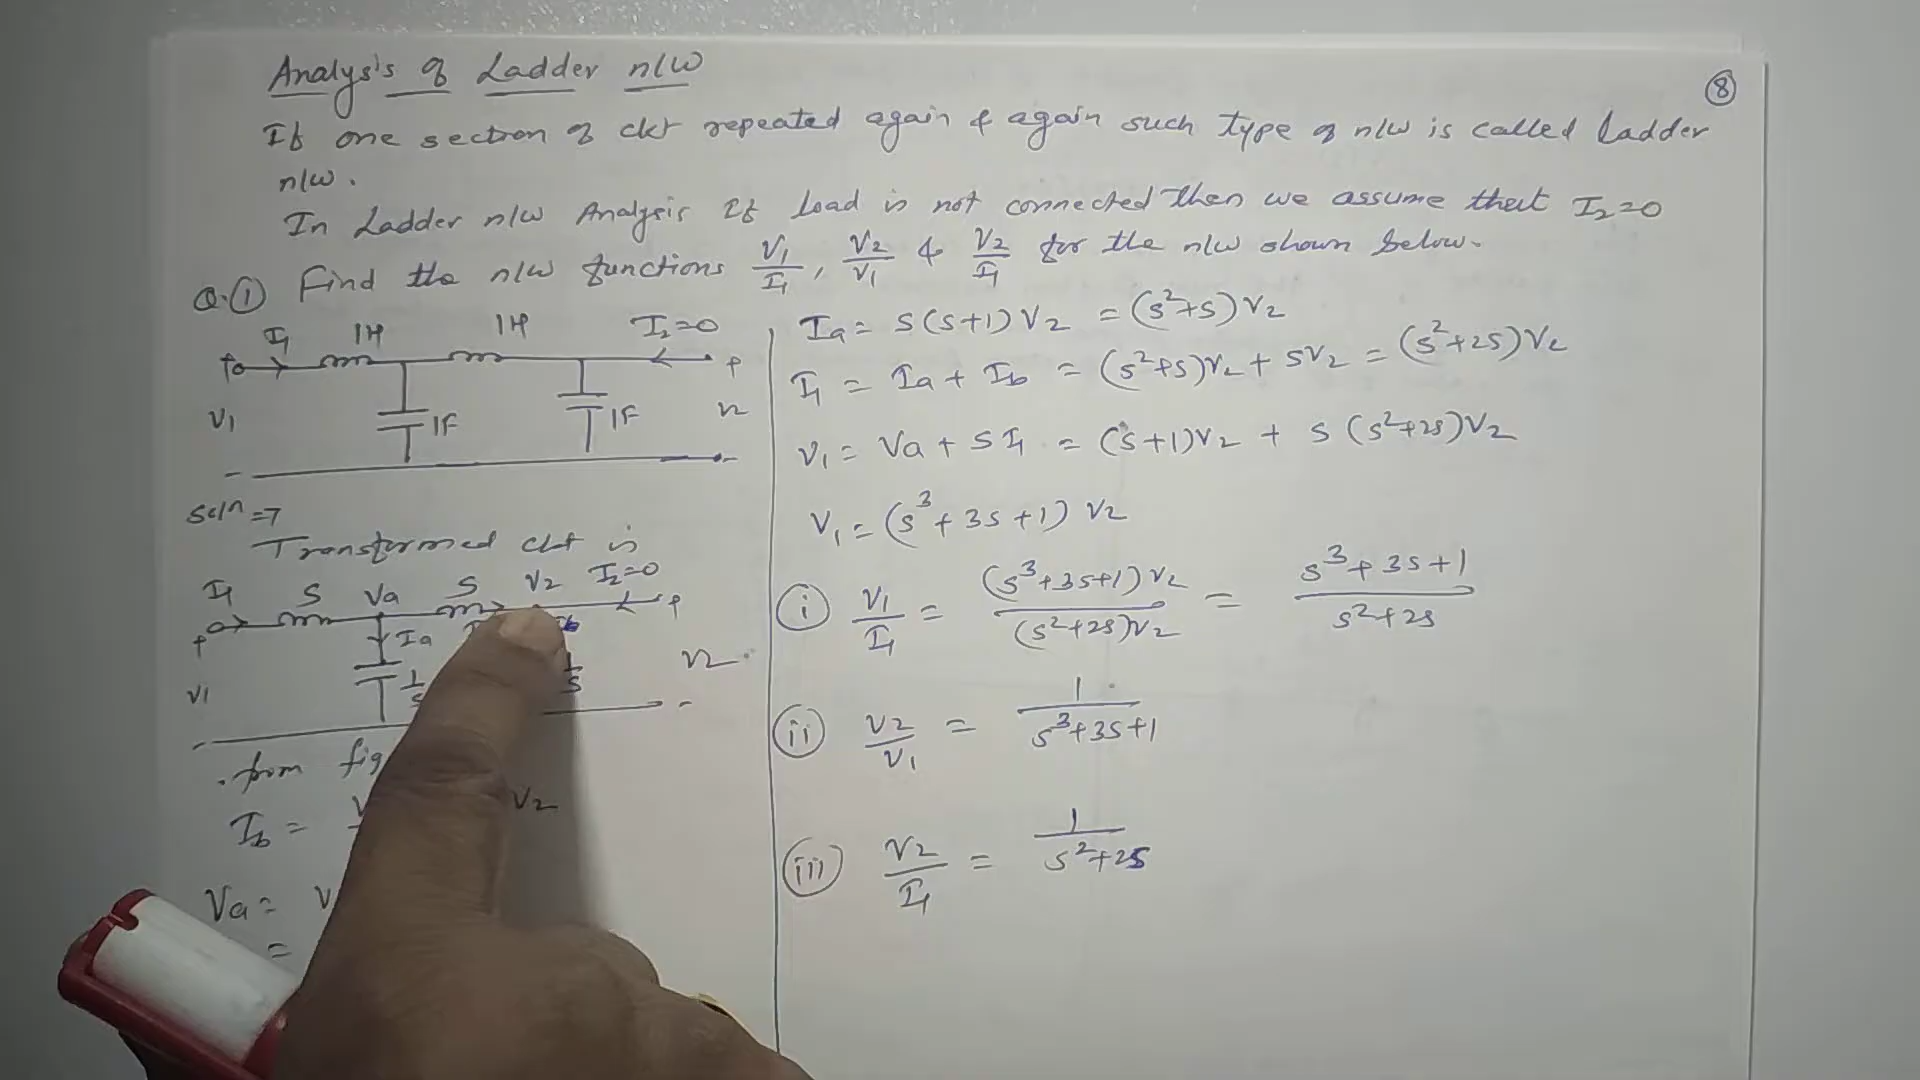 Analysis of Ladder n/w
8
If one section of ckt repeated again & again such type of n/w is called Ladder
n/w.
In Ladder n/w Analysis If Load is not connected then we assume that I₂=0
Q.① Find the n/w functions V₁/I₁, V₂/V₁ & V₂/I₁ for the n/w shown below.
I₁ 1H 1H I₂=0
+ +
V₁ 1F 1F V₂
- -
Sol^n =>
Transformed ckt is
I₁ S Va S V₂ I₂=0
+ +
Ia
V₁ 1/s 1/s V₂
- -
from fig
Ib = V₂
Va =
=
Ia = S(S+1)V₂ = (s²+s)V₂
I₁ = Ia + Ib = (s²+s)V₂ + SV₂ = (s²+2s)V₂
V₁ = Va + S I₁ = (s+1)V₂ + s(s²+2s)V₂
V₁ = (s³+3s+1) V₂
(i) V₁/I₁ = (s³+3s+1)V₂/(s²+2s)V₂ = s³+3s+1/s²+2s
(ii) V₂/V₁ = 1/s³+3s+1
(iii) V₂/I₁ = 1/s²+2s